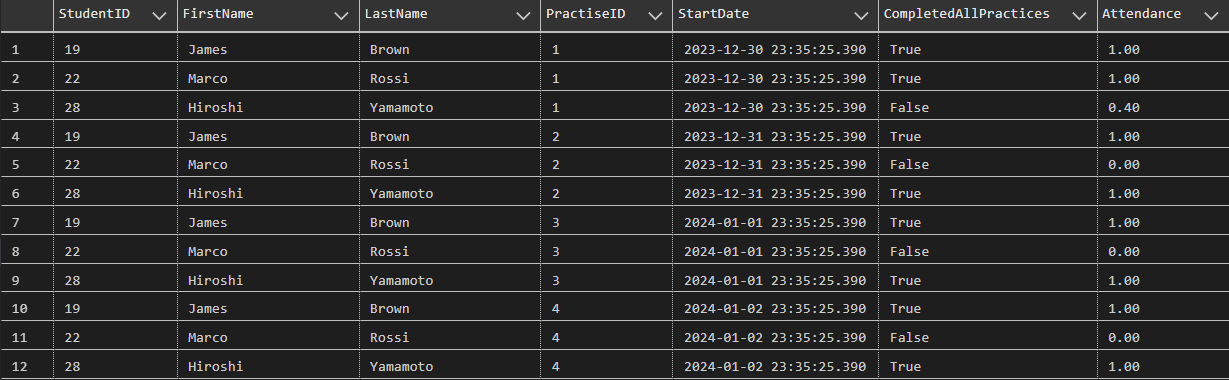 StudentID FirstName LastName PractiseID StartDate CompletedAllPractices Attendance
1 19 James Brown 1 2023-12-30 23:35:25.390 True 1.00
2 22 Marco Rossi 1 2023-12-30 23:35:25.390 True 1.00
3 28 Hiroshi Yamamoto 1 2023-12-30 23:35:25.390 False 0.40
4 19 James Brown 2 2023-12-31 23:35:25.390 True 1.00
5 22 Marco Rossi 2 2023-12-31 23:35:25.390 False 0.00
6 28 Hiroshi Yamamoto 2 2023-12-31 23:35:25.390 True 1.00
7 19 James Brown 3 2024-01-01 23:35:25.390 True 1.00
8 22 Marco Rossi 3 2024-01-01 23:35:25.390 False 0.00
9 28 Hiroshi Yamamoto 3 2024-01-01 23:35:25.390 True 1.00
10 19 James Brown 4 2024-01-02 23:35:25.390 True 1.00
11 22 Marco Rossi 4 2024-01-02 23:35:25.390 False 0.00
12 28 Hiroshi Yamamoto 4 2024-01-02 23:35:25.390 True 1.00